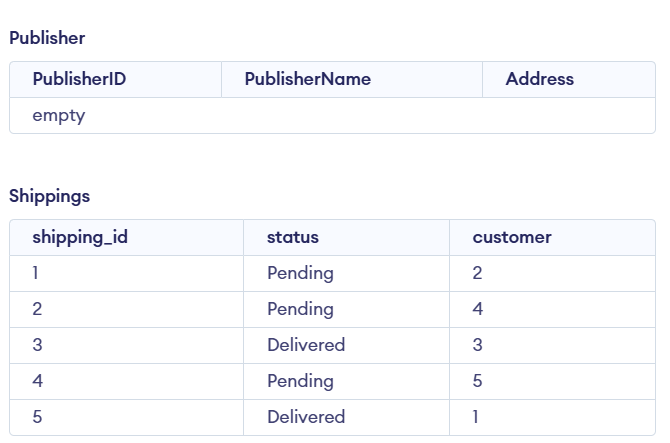 Publisher
PublisherID PublisherName Address
empty
Shippings
shipping_id status customer
1 Pending 2
2 Pending 4
3 Delivered 3
4 Pending 5
5 Delivered 1